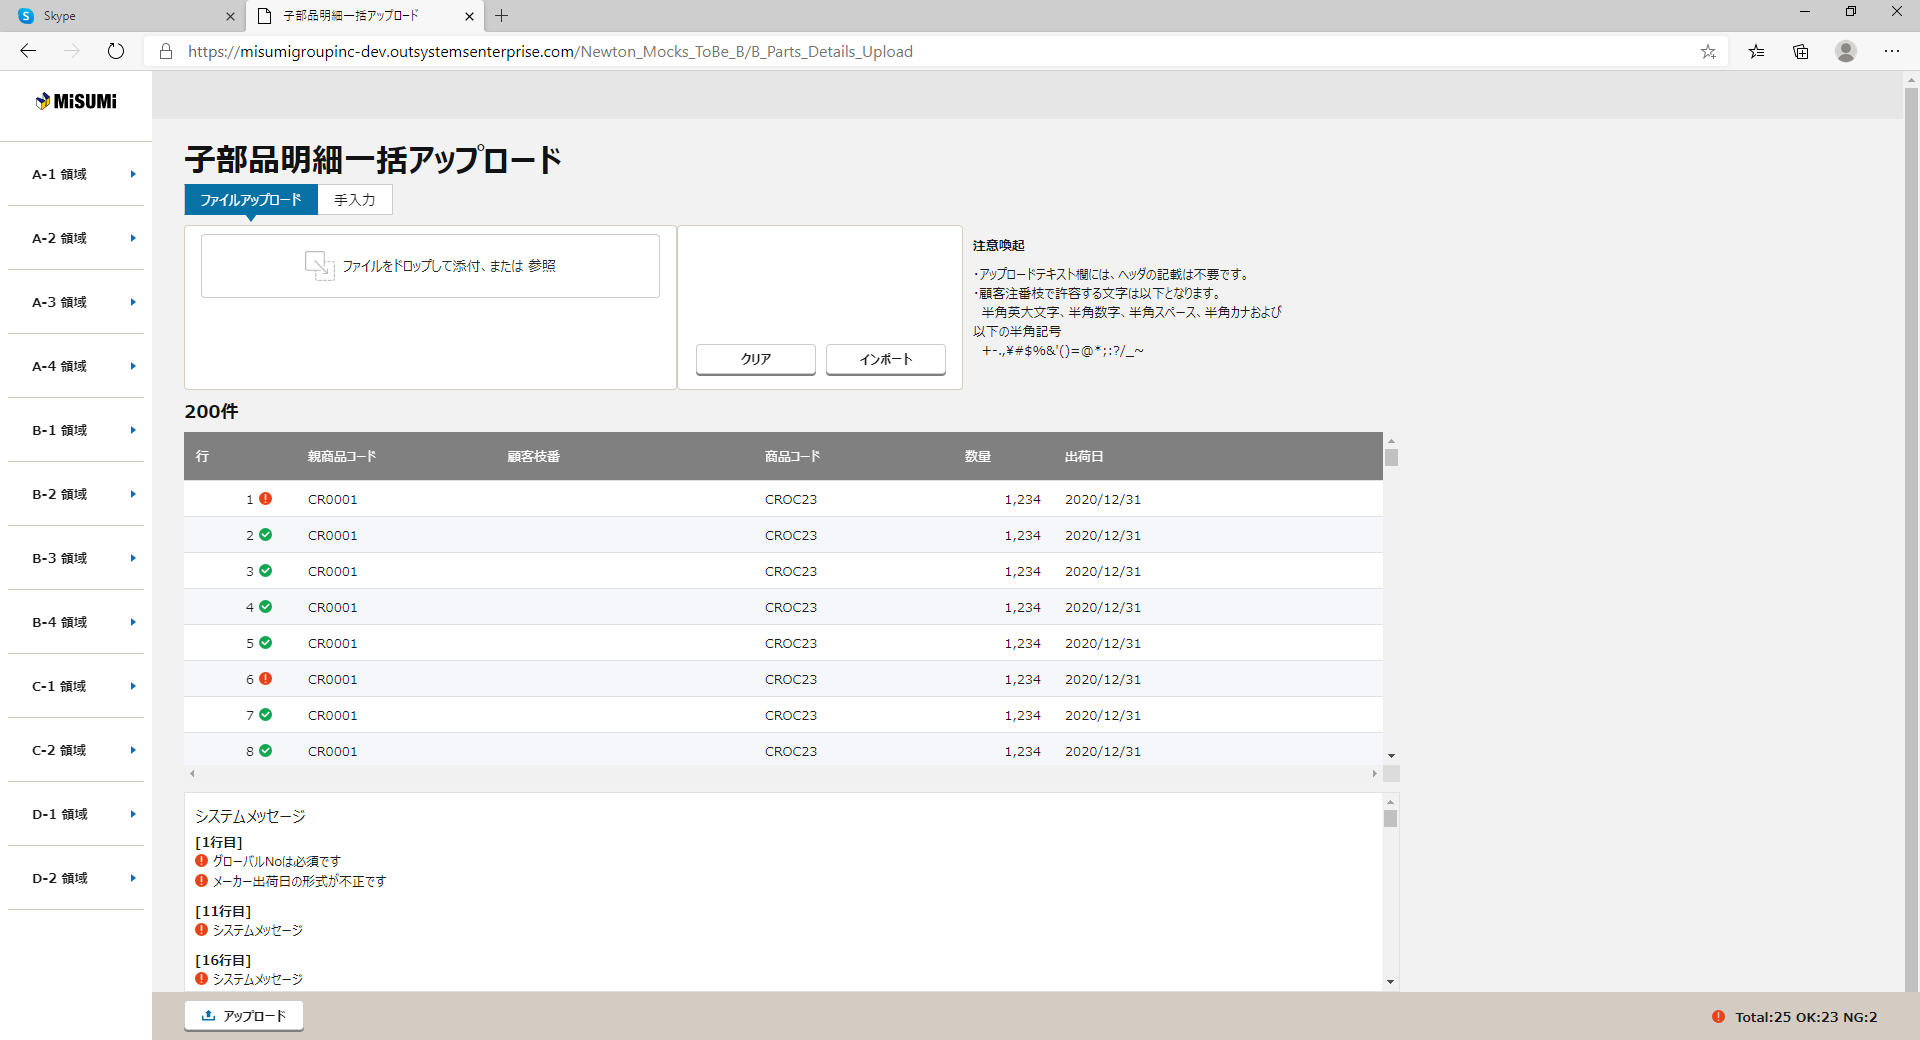 Skype
子部品明細一括アップロード
https://misumigroupinc-dev.outsystemsenterprise.com/Newton_Mocks_ToBe_B/B_Parts_Details_Upload
MiSUMi
A-1 領域
A-2 領域
A-3 領域
A-4 領域
B-1 領域
B-2 領域
B-3 領域
B-4 領域
C-1 領域
C-2 領域
D-1 領域
D-2 領域
子部品明細一括アップロード
ファイルアップロード 手入力
ファイルをドロップして添付、または 参照
クリア インポート
注意喚起
・アップロードテキスト欄には、ヘッダの記載は不要です。
・顧客注番枝で許容する文字は以下となります。
半角英大文字、半角数字、半角スペース、半角カナおよび
以下の半角記号
+-.,¥#$%&'()=@*;:?/_~
200件
行 親商品コード 顧客枝番 商品コード 数量 出荷日
1 CR0001 CROC23 1,234 2020/12/31
2 CR0001 CROC23 1,234 2020/12/31
3 CR0001 CROC23 1,234 2020/12/31
4 CR0001 CROC23 1,234 2020/12/31
5 CR0001 CROC23 1,234 2020/12/31
6 CR0001 CROC23 1,234 2020/12/31
7 CR0001 CROC23 1,234 2020/12/31
8 CR0001 CROC23 1,234 2020/12/31
システムメッセージ
[1行目]
グローバルNoは必須です
メーカー出荷日の形式が不正です
[11行目]
システムメッセージ
[16行目]
システムメッセージ
アップロード
Total:25 OK:23 NG:2